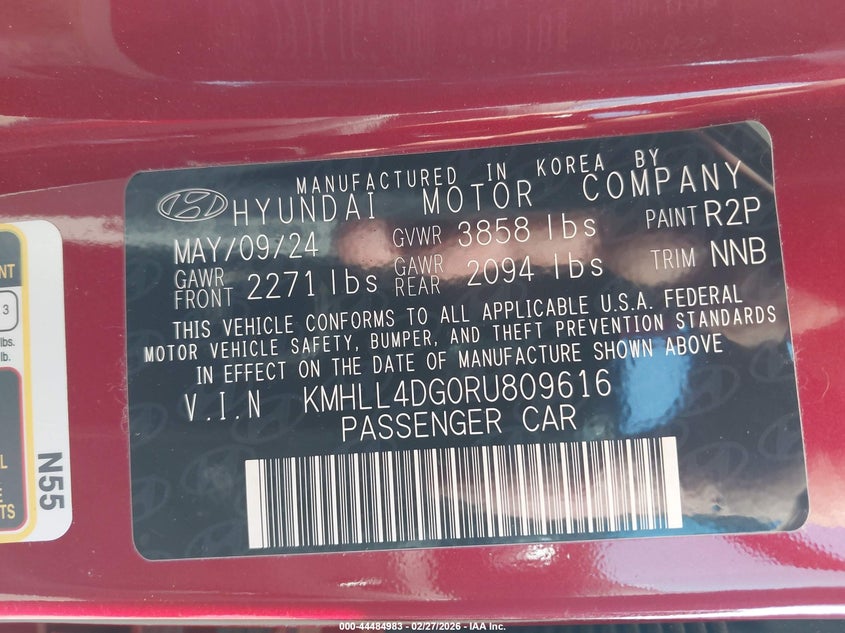 MANUFACTURED IN KOREA BY
HYUNDAI MOTOR COMPANY
MAY/09/24 GVWR 3858 lbs PAINT R2P
GAWR FRONT 2271 lbs GAWR REAR 2094 lbs TRIM NNB
THIS VEHICLE CONFORMS TO ALL APPLICABLE U.S.A. FEDERAL
MOTOR VEHICLE SAFETY, BUMPER, AND THEFT PREVENTION STANDARDS
IN EFFECT ON THE DATE OF MANUFACTURE SHOWN ABOVE
V.I.N KMHLL4DG0RU809616
PASSENGER CAR
3
lbs.
lb.
N55
000-44484983 - 02/27/2026 - IAA Inc.